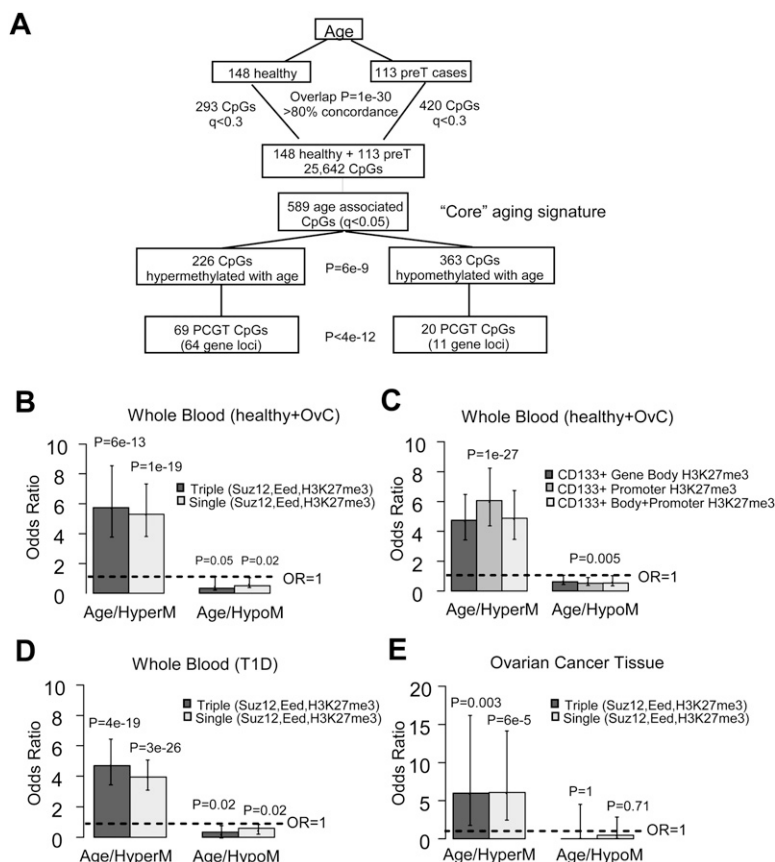 A
Age
148 healthy
113 preT cases
293 CpGs
q<0.3
Overlap P=1e-30
>80% concordance
420 CpGs
q<0.3
148 healthy + 113 preT
25,642 CpGs
589 age associated
CpGs (q<0.05)
"Core" aging signature
226 CpGs
hypermethylated with age
P=6e-9
363 CpGs
hypomethylated with age
69 PCGT CpGs
(64 gene loci)
P<4e-12
20 PCGT CpGs
(11 gene loci)
B
Whole Blood (healthy+OvC)
Odds Ratio
10
8
6
4
2
0
P=6e-13
P=1e-19
Triple (Suz12,Eed,H3K27me3)
Single (Suz12,Eed,H3K27me3)
P=0.05
P=0.02
OR=1
Age/HyperM
Age/HypoM
C
Whole Blood (healthy+OvC)
Odds Ratio
10
8
6
4
2
0
P=1e-27
CD133+ Gene Body H3K27me3
CD133+ Promoter H3K27me3
CD133+ Body+Promoter H3K27me3
P=0.005
OR=1
Age/HyperM
Age/HypoM
D
Whole Blood (T1D)
Odds Ratio
10
8
6
4
2
0
P=4e-19
P=3e-26
Triple (Suz12,Eed,H3K27me3)
Single (Suz12,Eed,H3K27me3)
P=0.02
P=0.02
OR=1
Age/HyperM
Age/HypoM
E
Ovarian Cancer Tissue
Odds Ratio
20
15
10
5
0
P=0.003
P=6e-5
Triple (Suz12,Eed,H3K27me3)
Single (Suz12,Eed,H3K27me3)
P=1
P=0.71
OR=1
Age/HyperM
Age/HypoM